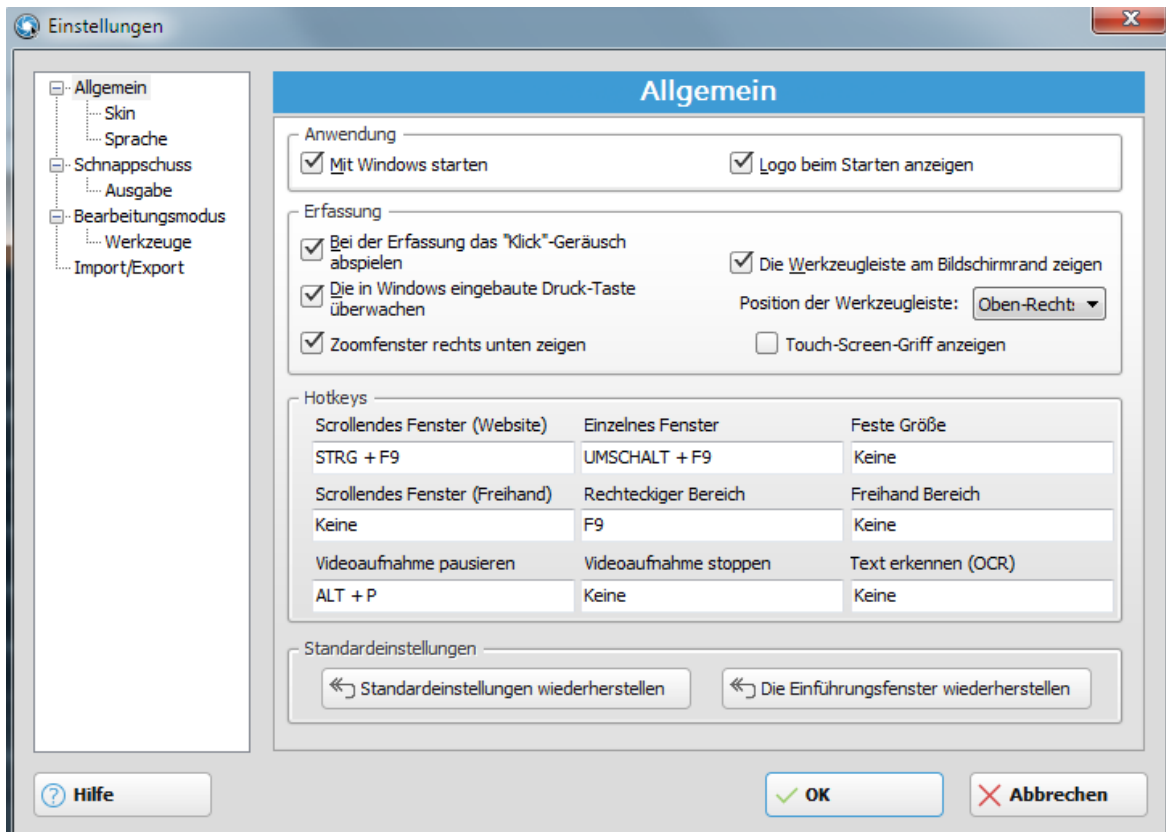 Einstellungen
Allgemein
Skin
Sprache
Schnappschuss
Ausgabe
Bearbeitungsmodus
Werkzeuge
Import/Export
Allgemein
Anwendung
Mit Windows starten
Logo beim Starten anzeigen
Erfassung
Bei der Erfassung das "Klick"-Geräusch
abspielen
Die Werkzeugleiste am Bildschirmrand zeigen
Die in Windows eingebaute Druck-Taste
überwachen
Position der Werkzeugleiste: Oben-Recht
Zoomfenster rechts unten zeigen
Touch-Screen-Griff anzeigen
Hotkeys
Scrollendes Fenster (Website) Einzelnes Fenster Feste Größe
STRG + F9 UMSCHALT + F9 Keine
Scrollendes Fenster (Freihand) Rechteckiger Bereich Freihand Bereich
Keine F9 Keine
Videoaufnahme pausieren Videoaufnahme stoppen Text erkennen (OCR)
ALT + P Keine Keine
Standardeinstellungen
Standardeinstellungen wiederherstellen
Die Einführungsfenster wiederherstellen
Hilfe
OK
Abbrechen